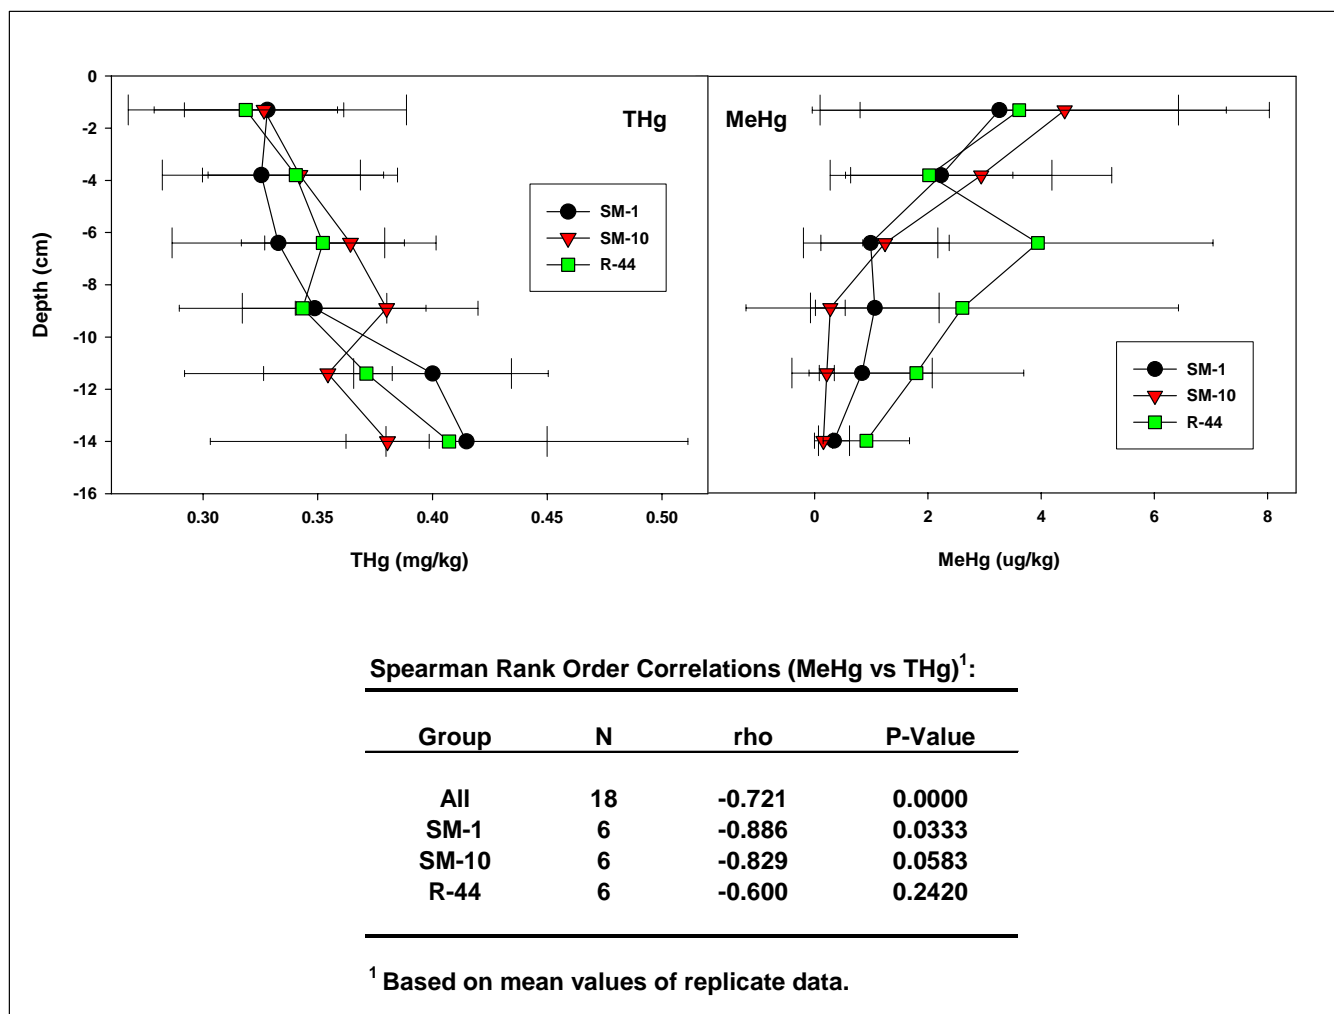 THg
MeHg
SM-1
SM-10
R-44
SM-1
SM-10
R-44
Depth (cm)
0
-2
-4
-6
-8
-10
-12
-14
-16
0.30 0.35 0.40 0.45 0.50
0 2 4 6 8
THg (mg/kg)
MeHg (ug/kg)
Spearman Rank Order Correlations (MeHg vs THg)1:
Group N rho P-Value
All 18 -0.721 0.0000
SM-1 6 -0.886 0.0333
SM-10 6 -0.829 0.0583
R-44 6 -0.600 0.2420
1 Based on mean values of replicate data.